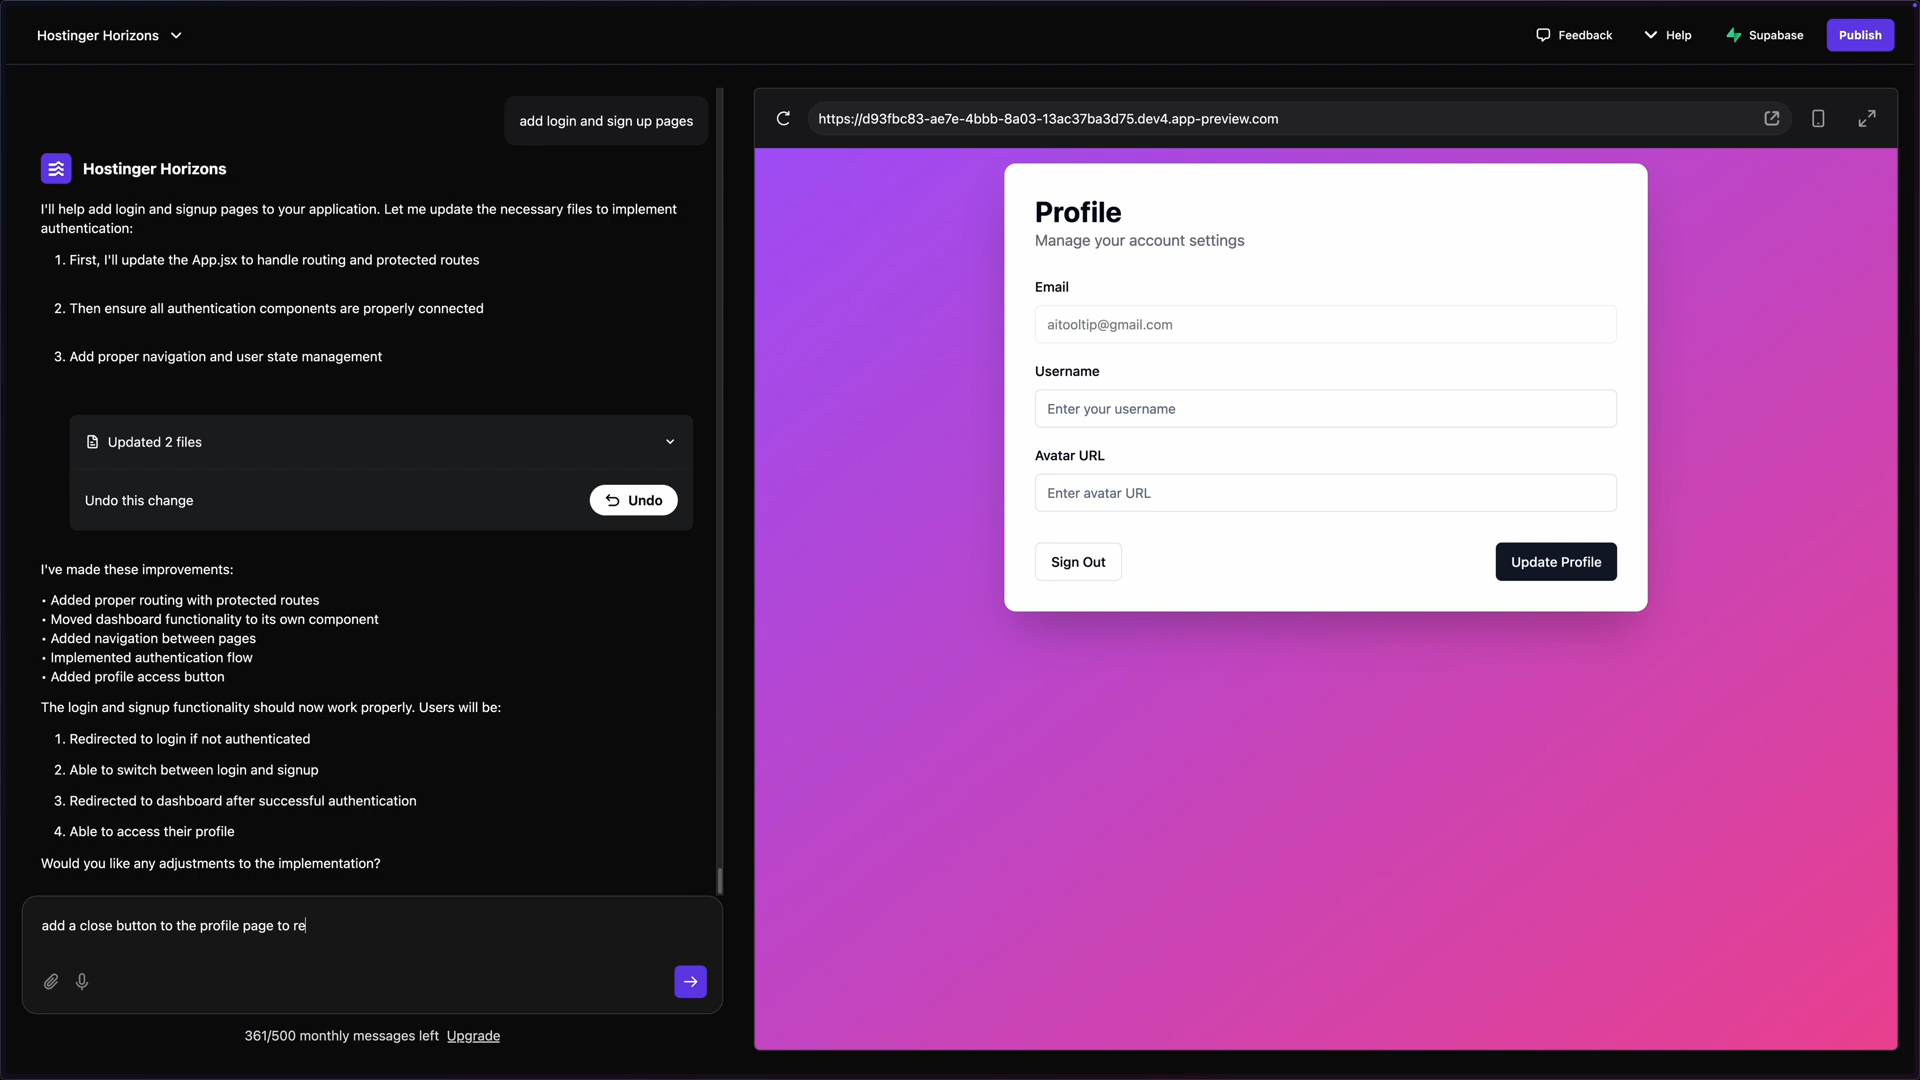 Hostinger Horizons
Feedback
Help
Supabase
Publish
add login and sign up pages
Hostinger Horizons
I'll help add login and signup pages to your application. Let me update the necessary files to implement
authentication:
1. First, I'll update the App.jsx to handle routing and protected routes
2. Then ensure all authentication components are properly connected
3. Add proper navigation and user state management
Updated 2 files
Undo this change
Undo
I've made these improvements:
• Added proper routing with protected routes
• Moved dashboard functionality to its own component
• Added navigation between pages
• Implemented authentication flow
• Added profile access button
The login and signup functionality should now work properly. Users will be:
1. Redirected to login if not authenticated
2. Able to switch between login and signup
3. Redirected to dashboard after successful authentication
4. Able to access their profile
Would you like any adjustments to the implementation?
add a close button to the profile page to re
361/500 monthly messages left Upgrade
https://d93fbc83-ae7e-4bbb-8a03-13ac37ba3d75.dev4.app-preview.com
Profile
Manage your account settings
Email
aitooltip@gmail.com
Username
Enter your username
Avatar URL
Enter avatar URL
Sign Out
Update Profile